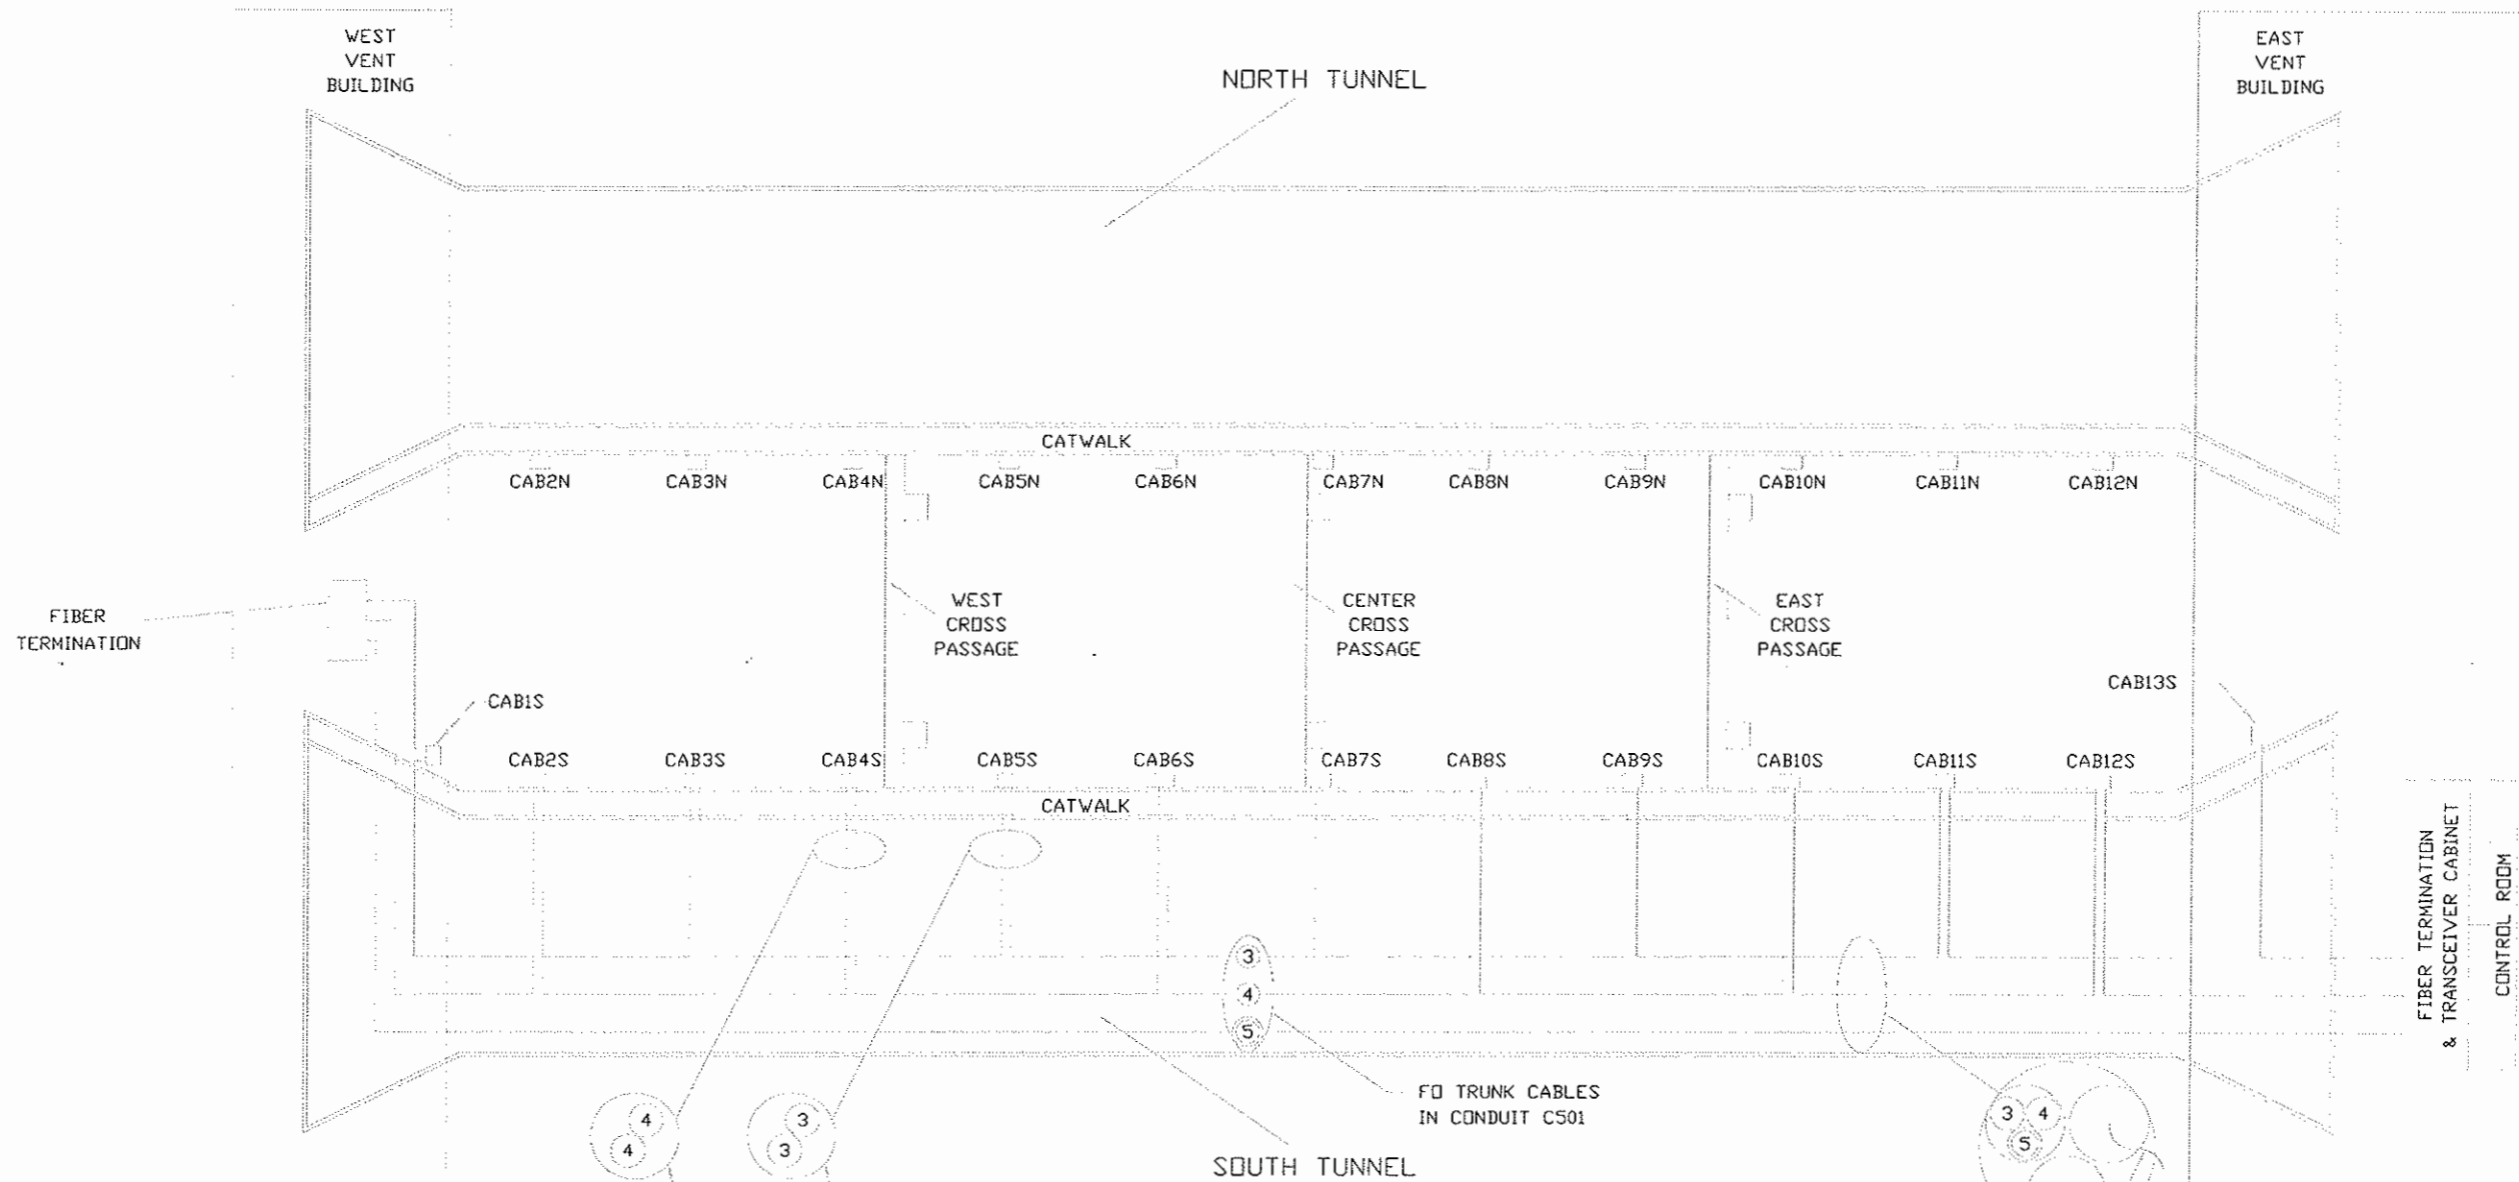 WEST
VENT
BUILDING
EAST
VENT
BUILDING
NORTH TUNNEL
CATWALK
CAB2N
CAB3N
CAB4N
CAB5N
CAB6N
CAB7N
CAB8N
CAB9N
CAB10N
CAB11N
CAB12N
FIBER
TERMINATION
WEST
CROSS
PASSAGE
CENTER
CROSS
PASSAGE
EAST
CROSS
PASSAGE
CAB1S
CAB13S
CAB2S
CAB3S
CAB4S
CAB5S
CAB6S
CAB7S
CAB8S
CAB9S
CAB10S
CAB11S
CAB12S
CATWALK
FIBER TERMINATION
& TRANSCEIVER CABINET
CONTROL ROOM
3
4
5
FO TRUNK CABLES
IN CONDUIT C501
4
4
3
3
3
4
5
SOUTH TUNNEL